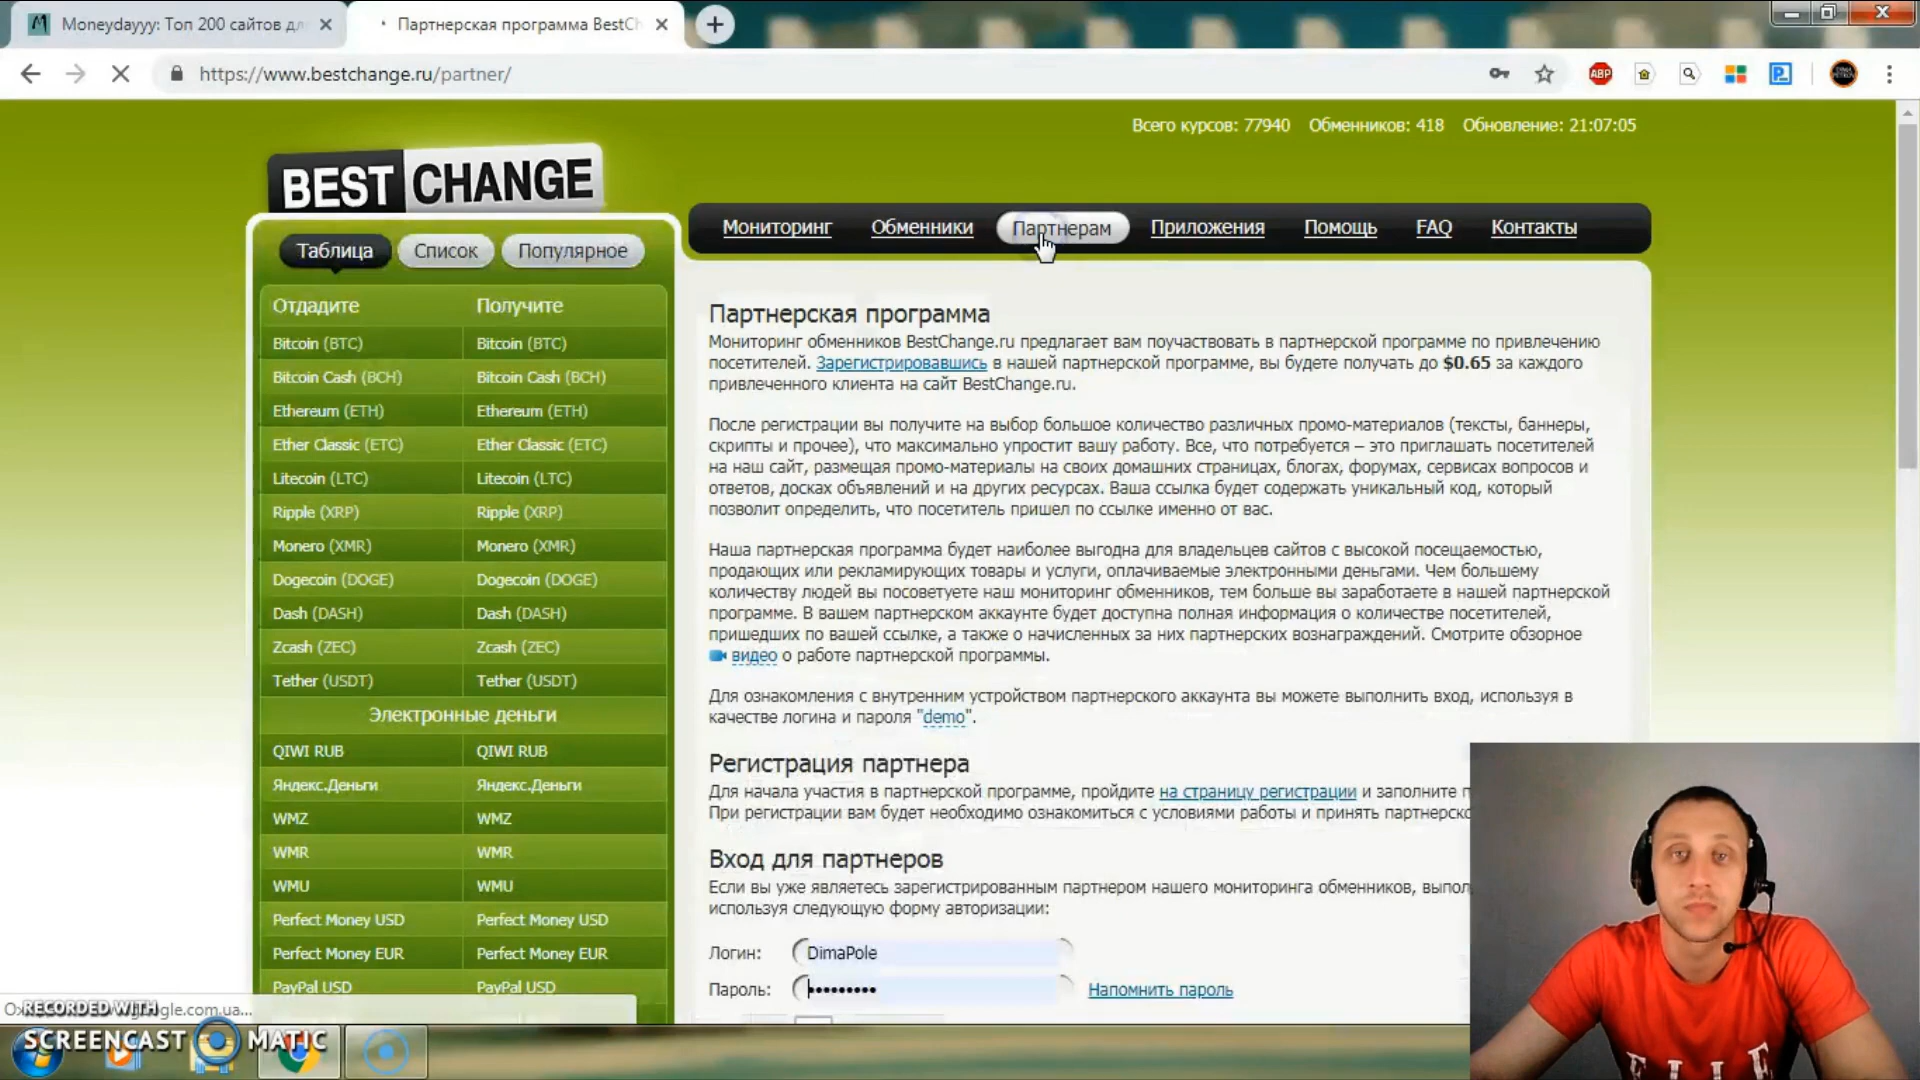 Moneydayyy: Топ 200 сайтов дл
Партнерская программа BestCh
https://www.bestchange.ru/partner/
ABP
Всего курсов: 77940 Обменников: 418 Обновление: 21:07:05
BEST CHANGE
Мониторинг Обменники Партнерам Приложения Помощь FAQ Контакты
Таблица Список Популярное
Отдадите Получите
Bitcoin (BTC) Bitcoin (BTC)
Bitcoin Cash (BCH) Bitcoin Cash (BCH)
Ethereum (ETH) Ethereum (ETH)
Ether Classic (ETC) Ether Classic (ETC)
Litecoin (LTC) Litecoin (LTC)
Ripple (XRP) Ripple (XRP)
Monero (XMR) Monero (XMR)
Dogecoin (DOGE) Dogecoin (DOGE)
Dash (DASH) Dash (DASH)
Zcash (ZEC) Zcash (ZEC)
Tether (USDT) Tether (USDT)
Электронные деньги
QIWI RUB QIWI RUB
Яндекс.Деньги Яндекс.Деньги
WMZ WMZ
WMR WMR
WMU WMU
Perfect Money USD Perfect Money USD
Perfect Money EUR Perfect Money EUR
PayPal USD PayPal USD
Партнерская программа
Мониторинг обменников BestChange.ru предлагает вам поучаствовать в партнерской программе по привлечению
посетителей. Зарегистрировавшись в нашей партнерской программе, вы будете получать до $0.65 за каждого
привлеченного клиента на сайт BestChange.ru.
После регистрации вы получите на выбор большое количество различных промо-материалов (тексты, баннеры,
скрипты и прочее), что максимально упростит вашу работу. Все, что потребуется – это приглашать посетителей
на наш сайт, размещая промо-материалы на своих домашних страницах, блогах, форумах, сервисах вопросов и
ответов, досках объявлений и на других ресурсах. Ваша ссылка будет содержать уникальный код, который
позволит определить, что посетитель пришел по ссылке именно от вас.
Наша партнерская программа будет наиболее выгодна для владельцев сайтов с высокой посещаемостью,
продающих или рекламирующих товары и услуги, оплачиваемые электронными деньгами. Чем большему
количеству людей вы посоветуете наш мониторинг обменников, тем больше вы заработаете в нашей партнерской
программе. В вашем партнерском аккаунте будет доступна полная информация о количестве посетителей,
пришедших по вашей ссылке, а также о начисленных за них партнерских вознаграждений. Смотрите обзорное
видео о работе партнерской программы.
Для ознакомления с внутренним устройством партнерского аккаунта вы можете выполнить вход, используя в
качестве логина и пароля "demo".
Регистрация партнера
Для начала участия в партнерской программе, пройдите на страницу регистрации и заполните п
При регистрации вам будет необходимо ознакомиться с условиями работы и принять партнерско
Вход для партнеров
Если вы уже являетесь зарегистрированным партнером нашего мониторинга обменников, выпол
используя следующую форму авторизации:
Логин: DimaPole
Пароль: ••••••••• Напомнить пароль
RECORDED WITH
SCREENCAST MATIC